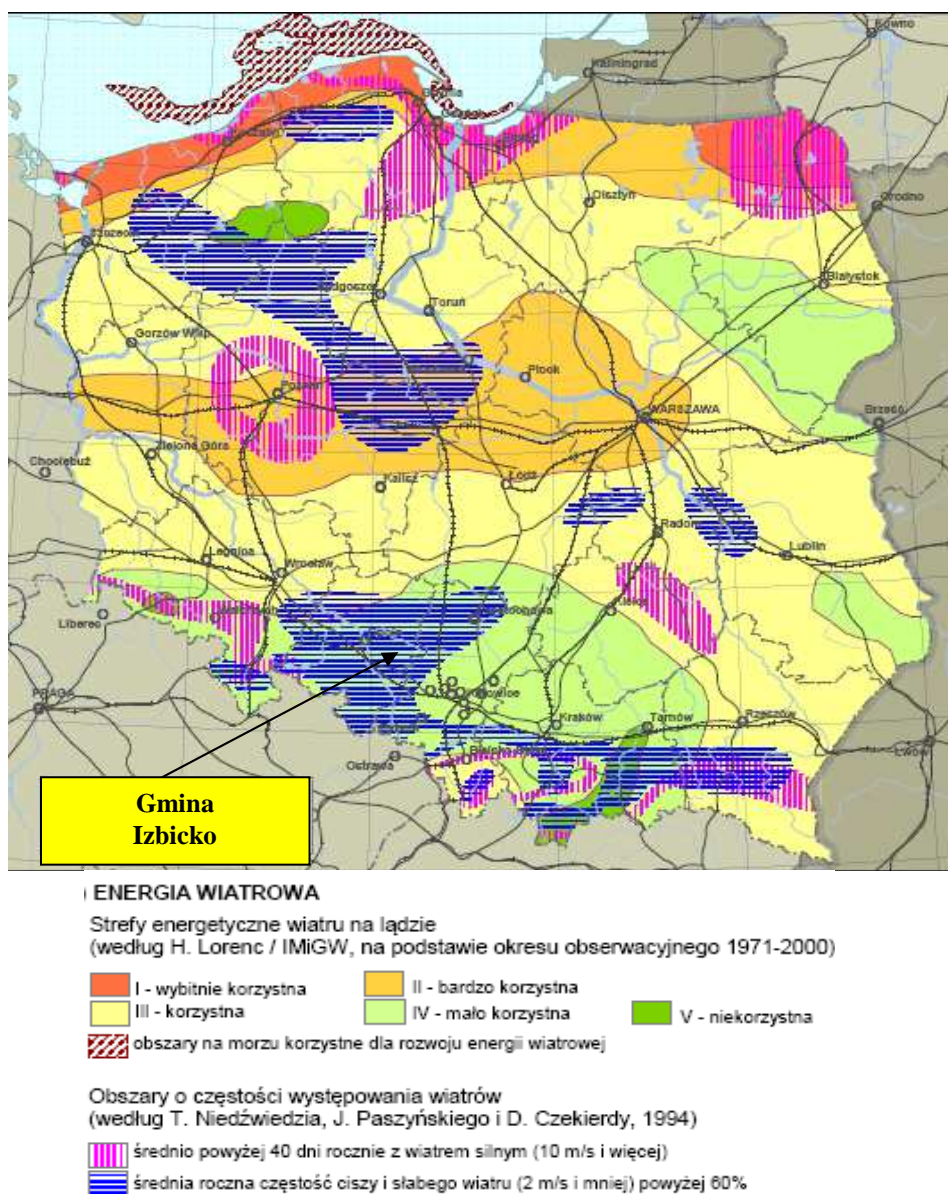 Kowno
Kaliningrad
Olsztyn
Grodno
Białystok
Toruń
Gorzów Wlkp
Płock
Poznań
WARSZAWA
Brześć
Zielona Góra
Choclebuż
Łódź
Kalisz
Radom
Lublin
Legnica
Wrocław
Kielce
Liberec
Opole
PRAGA
Kraków
Tarnów
Rzeszów
Lwów
Ostrawa
Gmina
Izbicko
) ENERGIA WIATROWA
Strefy energetyczne wiatru na lądzie
(według H. Lorenc / IMiGW, na podstawie okresu obserwacyjnego 1971-2000)
I - wybitnie korzystna
II - bardzo korzystna
III - korzystna
IV - mało korzystna
V - niekorzystna
obszary na morzu korzystne dla rozwoju energii wiatrowej
Obszary o częstości występowania wiatrów
(według T. Niedźwiedzia, J. Paszyńskiego i D. Czekierdy, 1994)
średnio powyżej 40 dni rocznie z wiatrem silnym (10 m/s i więcej)
średnia roczna częstość ciszy i słabego wiatru (2 m/s i mniej) powyżej 60%